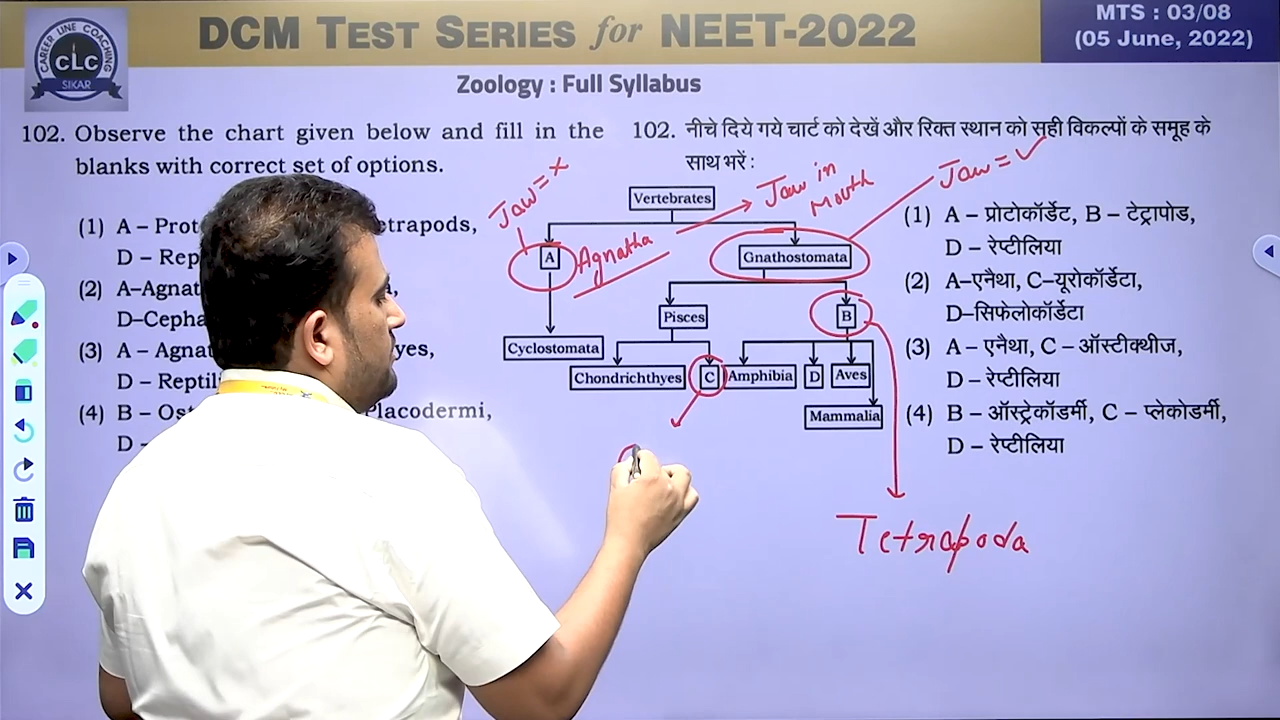 CAREER LINE COACHING
CLC
SIKAR
DCM TEST SERIES for NEET-2022
MTS : 03/08
(05 June, 2022)
Zoology : Full Syllabus
102. Observe the chart given below and fill in the
blanks with correct set of options.
(1) A – Prot
etrapods,
D – Rep
(2) A–Agnat
D–Cepha
(3) A – Agna
yes,
D – Reptil
(4) B – Os
Placodermi,
D –
Vertebrates
A
Gnathostomata
Pisces
B
Cyclostomata
Chondrichthyes
C
Amphibia
D
Aves
Mammalia
Jaw = ×
Agnatha
Jaw in
Mouth
Jaw = ✓
Tetrapoda
102. नीचे दिये गये चार्ट को देखें और रिक्त स्थान को सही विकल्पों के समूह के
साथ भरें :
(1) A – प्रोटोकॉर्डेट, B – टेट्रापोड,
D – रेप्टीलिया
(2) A–एनैथा, C–यूरोकॉर्डेटा,
D–सिफेलोकॉर्डेटा
(3) A – एनैथा, C – ऑस्टीक्थीज,
D – रेप्टीलिया
(4) B – ऑस्ट्रेकॉडर्मी, C – प्लेकोडर्मी,
D – रेप्टीलिया